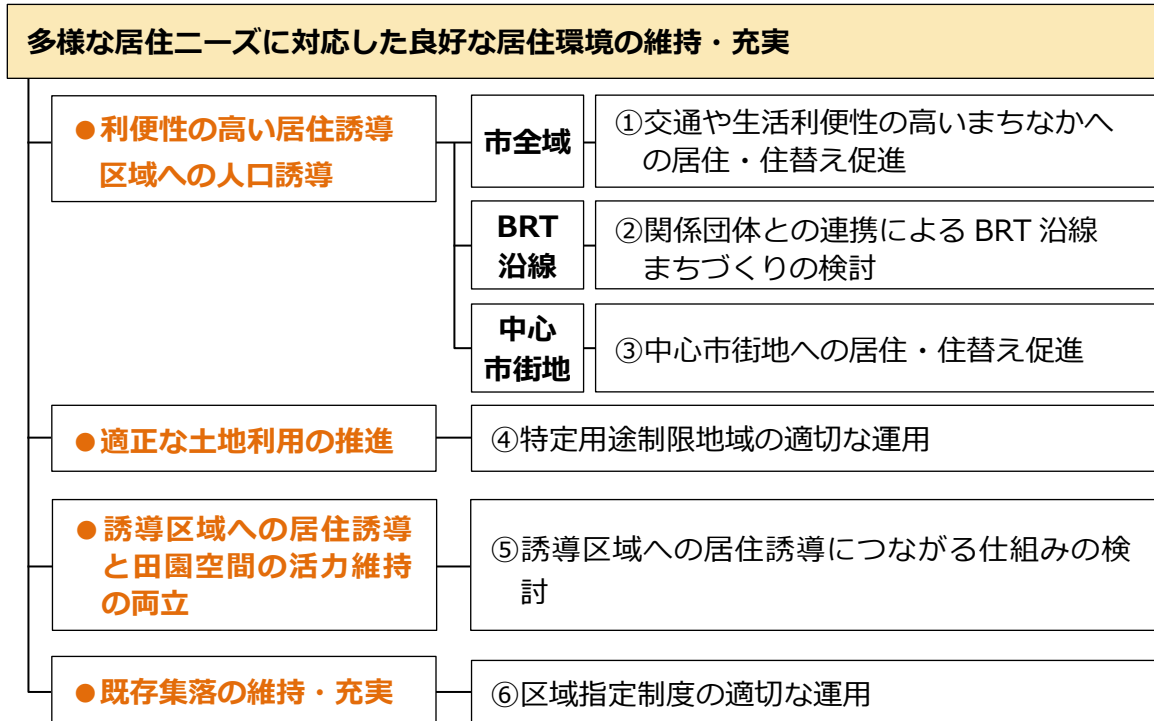 多様な居住ニーズに対応した良好な居住環境の維持・充実
●利便性の高い居住誘導
区域への人口誘導
市全域
①交通や生活利便性の高いまちなかへ
の居住・住替え促進
BRT
沿線
②関係団体との連携による BRT 沿線
まちづくりの検討
中心
市街地
③中心市街地への居住・住替え促進
●適正な土地利用の推進
④特定用途制限地域の適切な運用
●誘導区域への居住誘導
と田園空間の活力維持
の両立
⑤誘導区域への居住誘導につながる仕組みの検
討
●既存集落の維持・充実
⑥区域指定制度の適切な運用